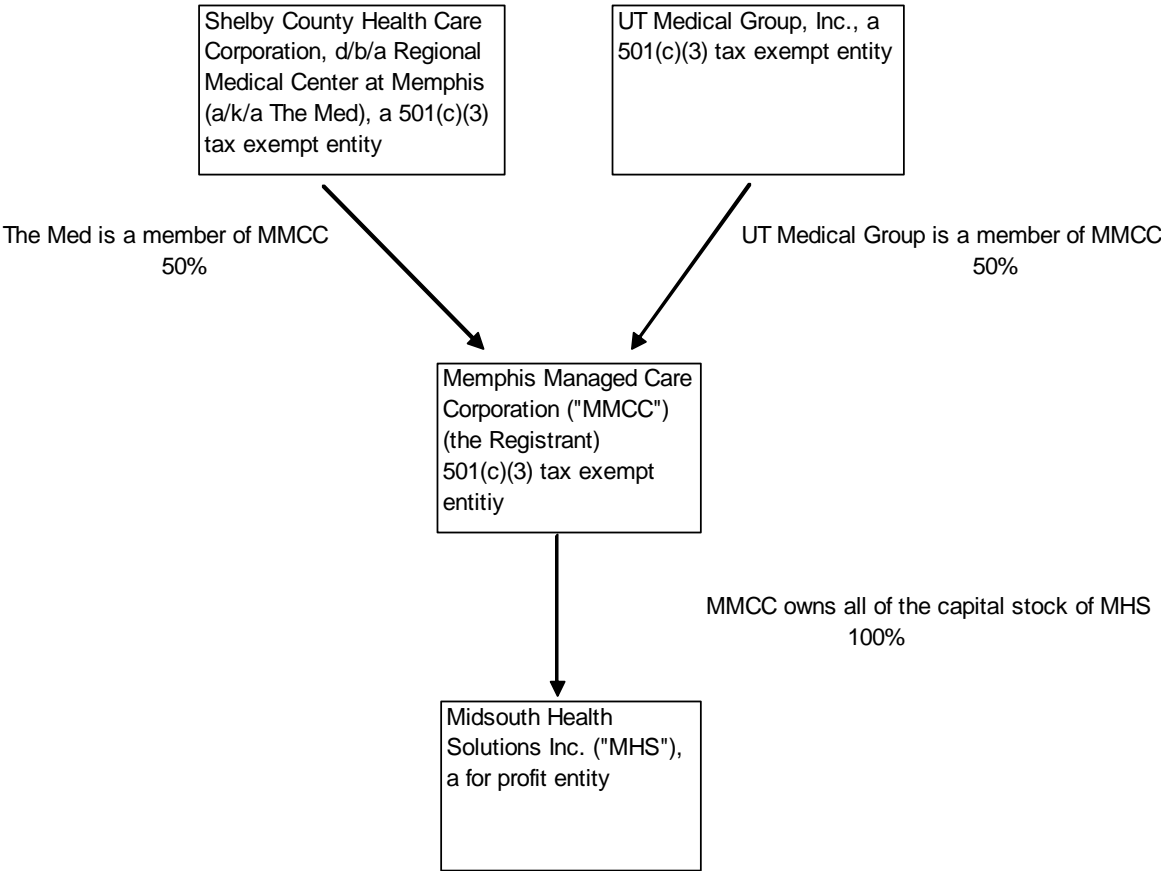 Shelby County Health Care
Corporation, d/b/a Regional
Medical Center at Memphis
(a/k/a The Med), a 501(c)(3)
tax exempt entity
UT Medical Group, Inc., a
501(c)(3) tax exempt entity
The Med is a member of MMCC
50%
UT Medical Group is a member of MMCC
50%
Memphis Managed Care
Corporation ("MMCC")
(the Registrant)
501(c)(3) tax exempt
entitiy
MMCC owns all of the capital stock of MHS
100%
Midsouth Health
Solutions Inc. ("MHS"),
a for profit entity